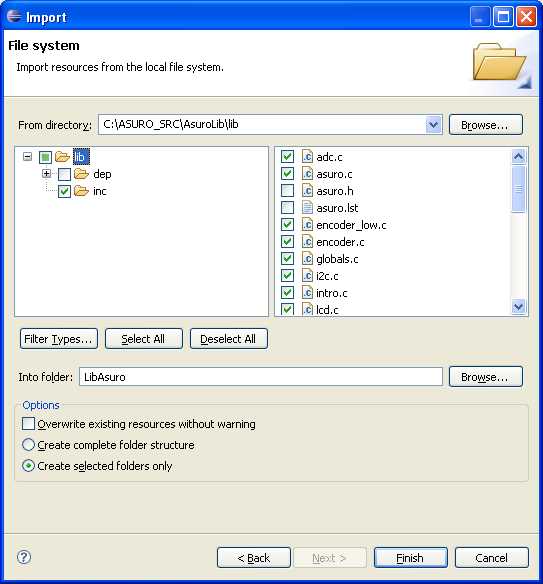 Import
File system
Import resources from the local file system.
From directory: C:\ASURO_SRC\AsuroLib\lib Browse...
lib
dep
inc
adc.c
asuro.c
asuro.h
asuro.lst
encoder_low.c
encoder.c
globals.c
i2c.c
intro.c
lcd.c
Filter Types... Select All Deselect All
Into folder: LibAsuro Browse...
Options
Overwrite existing resources without warning
Create complete folder structure
Create selected folders only
? < Back Next > Finish Cancel